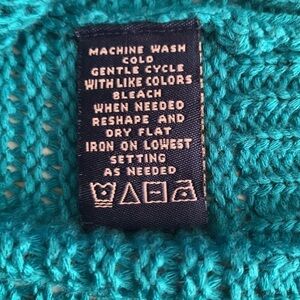 MACHINE WASH
COLD
GENTLE CYCLE
WITH LIKE COLORS
BLEACH
WHEN NEEDED
RESHAPE AND
DRY FLAT
IRON ON LOWEST
SETTING
AS NEEDED